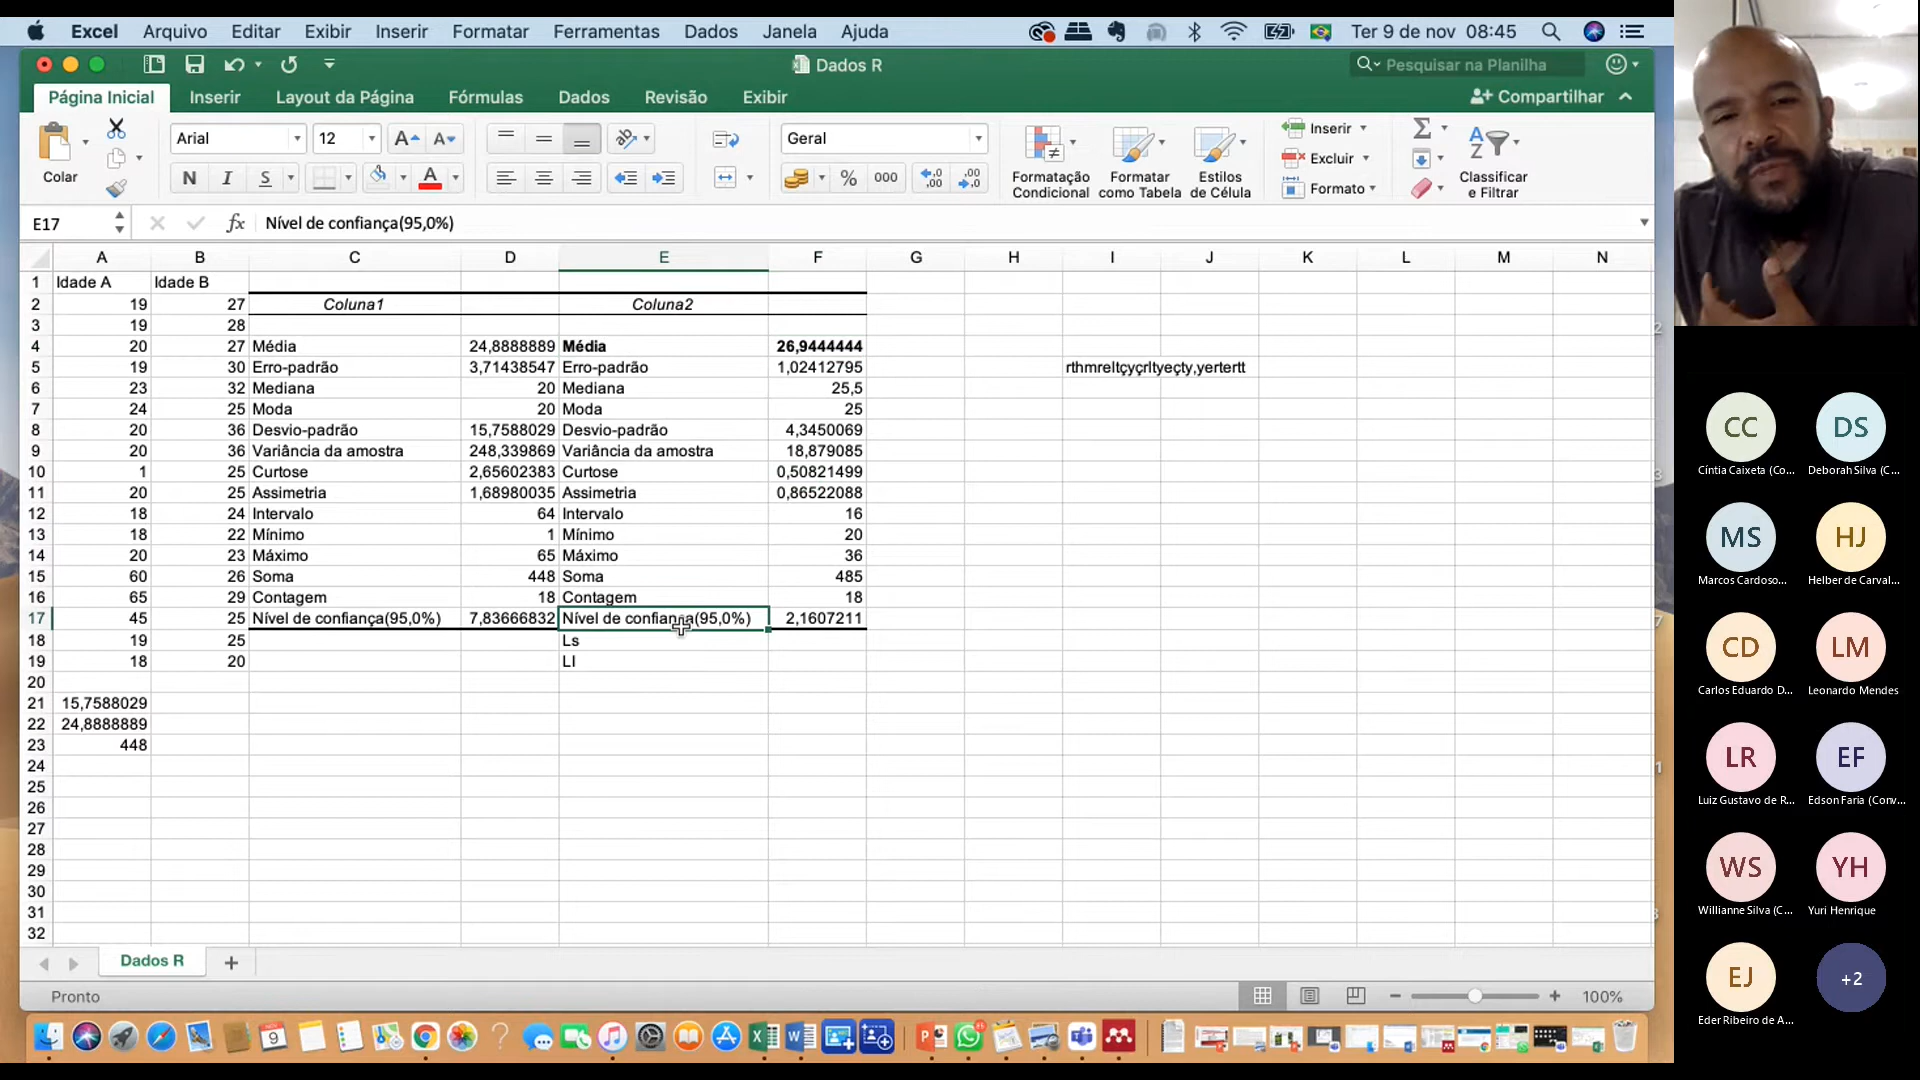 Excel Arquivo Editar Exibir Inserir Formatar Ferramentas Dados Janela Ajuda Ter 9 de nov 08:45
Dados R Pesquisar na Planilha
Página Inicial Inserir Layout da Página Fórmulas Dados Revisão Exibir Compartilhar
Arial 12 Geral Inserir
Colar N I S % 000 Formatação Condicional Formatar como Tabela Estilos de Célula Excluir Formato Classificar e Filtrar
E17 fx Nível de confiança(95,0%)
A B C D E F G H I J K L M N
1 Idade A Idade B
2 19 27 Coluna1 Coluna2
3 19 28
4 20 27 Média 24,8888889 Média 26,9444444
5 19 30 Erro-padrão 3,71438547 Erro-padrão 1,02412795 rthmreltçyçrltyeçty,yertertt
6 23 32 Mediana 20 Mediana 25,5
7 24 25 Moda 20 Moda 25
8 20 36 Desvio-padrão 15,7588029 Desvio-padrão 4,3450069
9 20 36 Variância da amostra 248,339869 Variância da amostra 18,879085
10 1 25 Curtose 2,65602383 Curtose 0,50821499
11 20 25 Assimetria 1,68980035 Assimetria 0,86522088
12 18 24 Intervalo 64 Intervalo 16
13 18 22 Mínimo 1 Mínimo 20
14 20 23 Máximo 65 Máximo 36
15 60 26 Soma 448 Soma 485
16 65 29 Contagem 18 Contagem 18
17 45 25 Nível de confiança(95,0%) 7,83666832 Nível de confiança(95,0%) 2,1607211
18 19 25 Ls
19 18 20 LI
20
21 15,7588029
22 24,8888889
23 448
24
25
26
27
28
29
30
31
32
Dados R
Pronto 100%
CC DS
Cíntia Caixeta (Co... Deborah Silva (C...
MS HJ
Marcos Cardoso... Helber de Carval...
CD LM
Carlos Eduardo D... Leonardo Mendes
LR EF
Luiz Gustavo de R... Edson Faria (Conv...
WS YH
Willianne Silva (C... Yuri Henrique
EJ +2
Eder Ribeiro de A...